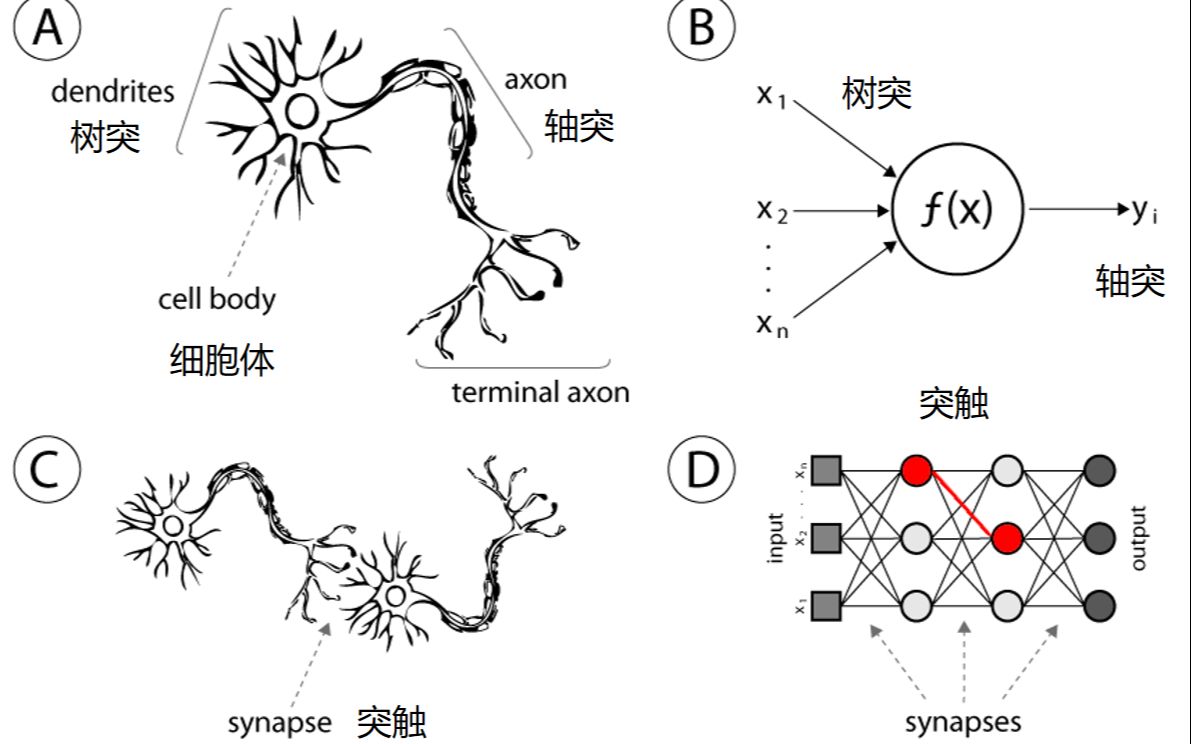 A
dendrites
树突
axon
轴突
cell body
细胞体
terminal axon
B
x1
树突
x2
.
.
.
xn
f(x)
yi
轴突
C
synapse 突触
突触
D
input
xn
. . .
x2
x1
output
synapses